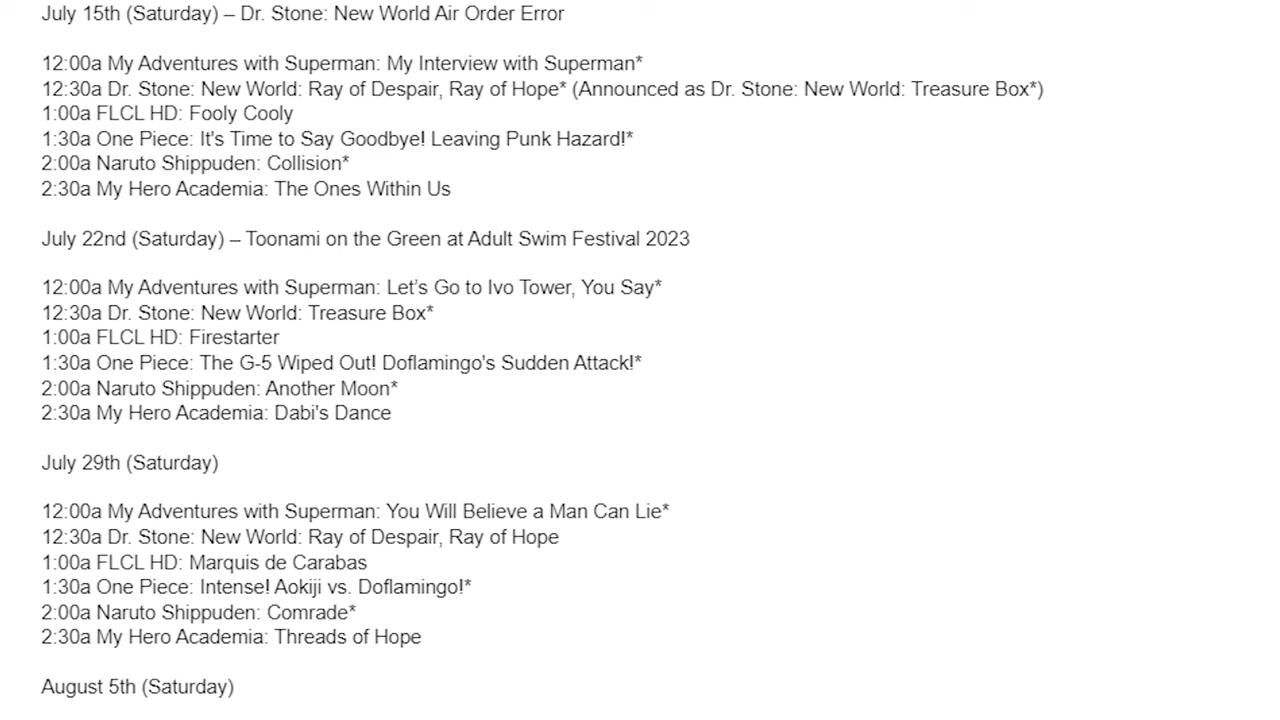 July 15th (Saturday) – Dr. Stone: New World Air Order Error
12:00a My Adventures with Superman: My Interview with Superman*
12:30a Dr. Stone: New World: Ray of Despair, Ray of Hope* (Announced as Dr. Stone: New World: Treasure Box*)
1:00a FLCL HD: Fooly Cooly
1:30a One Piece: It's Time to Say Goodbye! Leaving Punk Hazard!*
2:00a Naruto Shippuden: Collision*
2:30a My Hero Academia: The Ones Within Us
July 22nd (Saturday) – Toonami on the Green at Adult Swim Festival 2023
12:00a My Adventures with Superman: Let’s Go to Ivo Tower, You Say*
12:30a Dr. Stone: New World: Treasure Box*
1:00a FLCL HD: Firestarter
1:30a One Piece: The G-5 Wiped Out! Doflamingo's Sudden Attack!*
2:00a Naruto Shippuden: Another Moon*
2:30a My Hero Academia: Dabi's Dance
July 29th (Saturday)
12:00a My Adventures with Superman: You Will Believe a Man Can Lie*
12:30a Dr. Stone: New World: Ray of Despair, Ray of Hope
1:00a FLCL HD: Marquis de Carabas
1:30a One Piece: Intense! Aokiji vs. Doflamingo!*
2:00a Naruto Shippuden: Comrade*
2:30a My Hero Academia: Threads of Hope
August 5th (Saturday)